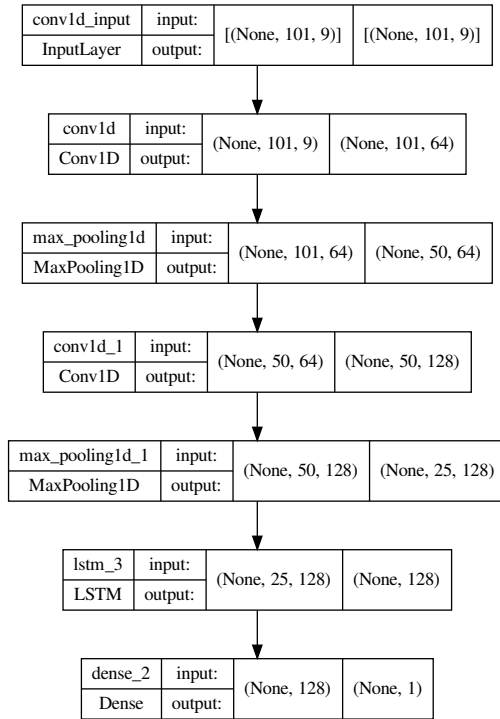 conv1d_input input: [(None, 101, 9)] [(None, 101, 9)]
InputLayer output:
conv1d input: (None, 101, 9) (None, 101, 64)
Conv1D output:
max_pooling1d input: (None, 101, 64) (None, 50, 64)
MaxPooling1D output:
conv1d_1 input: (None, 50, 64) (None, 50, 128)
Conv1D output:
max_pooling1d_1 input: (None, 50, 128) (None, 25, 128)
MaxPooling1D output:
lstm_3 input: (None, 25, 128) (None, 128)
LSTM output:
dense_2 input: (None, 128) (None, 1)
Dense output: